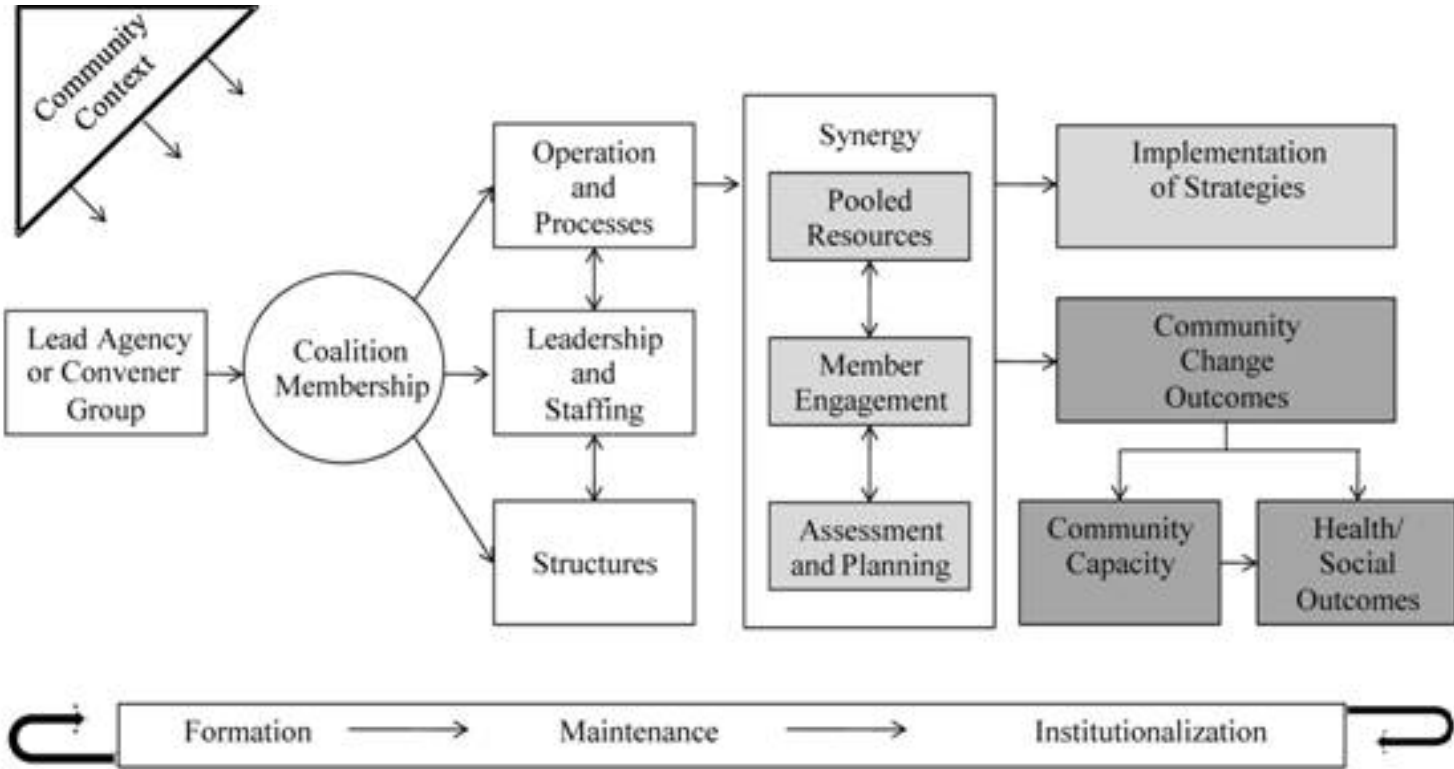 Community
Context
Lead Agency
or Convener
Group
Coalition
Membership
Operation
and
Processes
Leadership
and
Staffing
Structures
Synergy
Pooled
Resources
Member
Engagement
Assessment
and Planning
Implementation
of Strategies
Community
Change
Outcomes
Community
Capacity
Health/
Social
Outcomes
Formation
Maintenance
Institutionalization